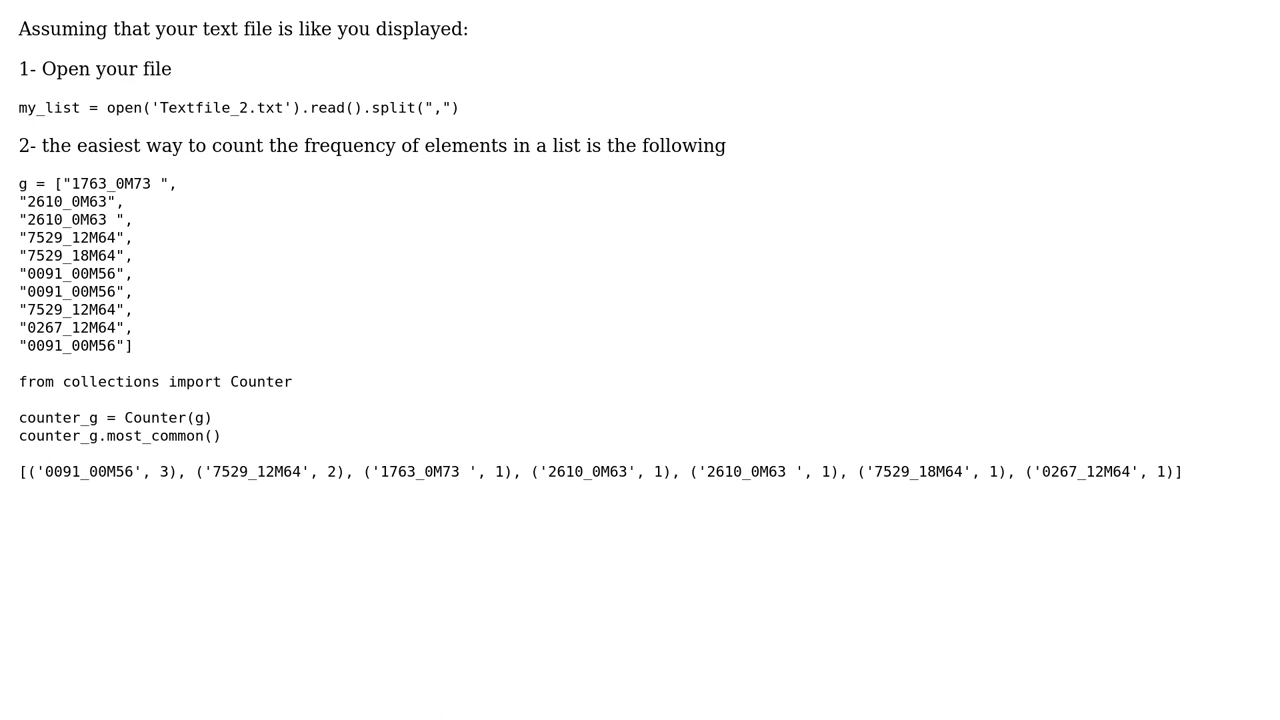 Assuming that your text file is like you displayed:
1- Open your file
my_list = open('Textfile_2.txt').read().split(",")
2- the easiest way to count the frequency of elements in a list is the following
g = ["1763_0M73 ",
"2610_0M63",
"2610_0M63 ",
"7529_12M64",
"7529_18M64",
"0091_00M56",
"0091_00M56",
"7529_12M64",
"0267_12M64",
"0091_00M56"]
from collections import Counter
counter_g = Counter(g)
counter_g.most_common()
[('0091_00M56', 3), ('7529_12M64', 2), ('1763_0M73 ', 1), ('2610_0M63', 1), ('2610_0M63 ', 1), ('7529_18M64', 1), ('0267_12M64', 1)]